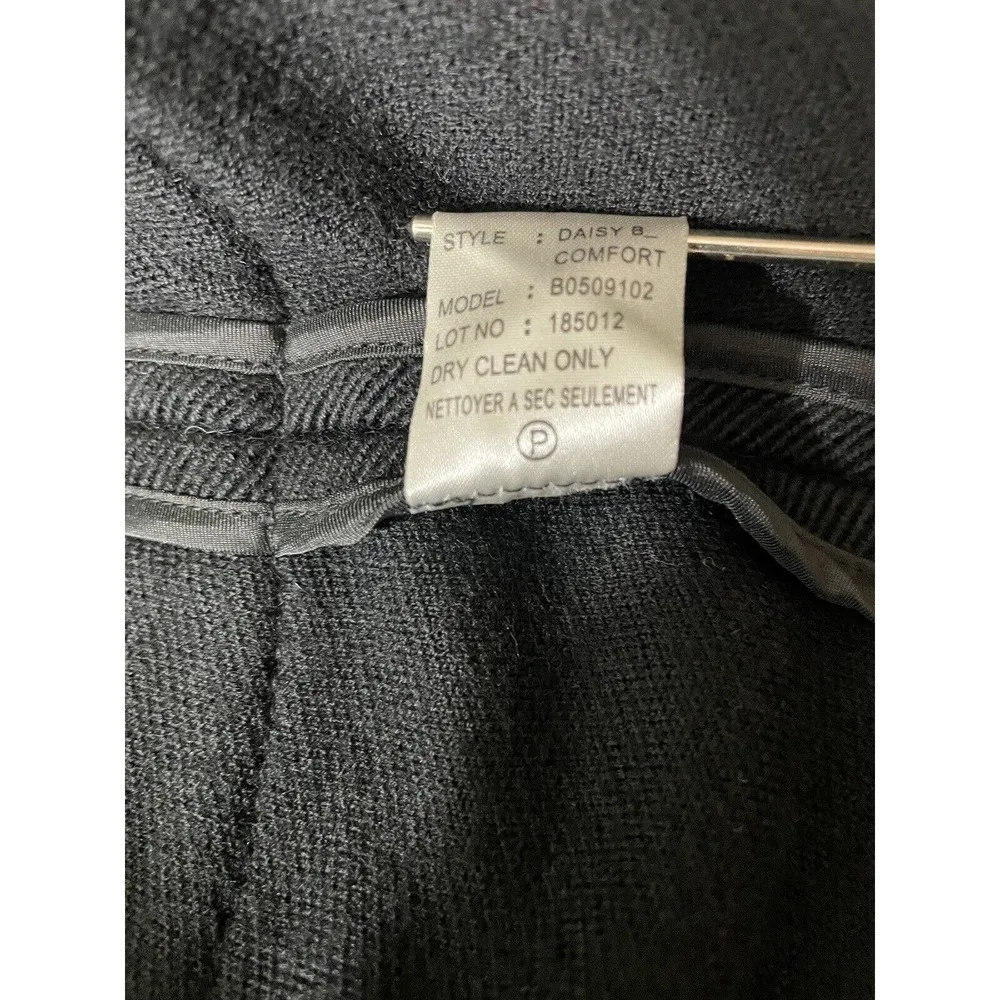 STYLE : DAISY B_
COMFORT
MODEL : B0509102
LOT NO : 185012
DRY CLEAN ONLY
NETTOYER A SEC SEULEMENT
P